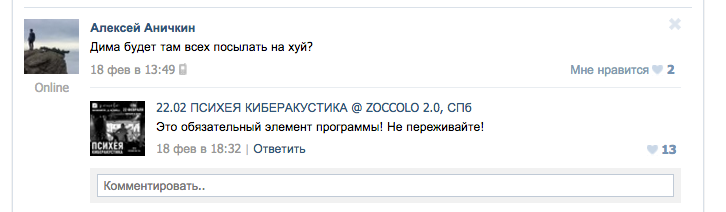 Алексей Аничкин
Дима будет там всех посылать на хуй?
18 фев в 13:49
Мне нравится 2
Online
22.02 ПСИХЕЯ КИБЕРАКУСТИКА @ ZOCCOLO 2.0, СПб
Это обязательный элемент программы! Не переживайте!
18 фев в 18:32 | Ответить
13
ПСИХЕЯ
КИБЕРАКУСТИКА
Комментировать..